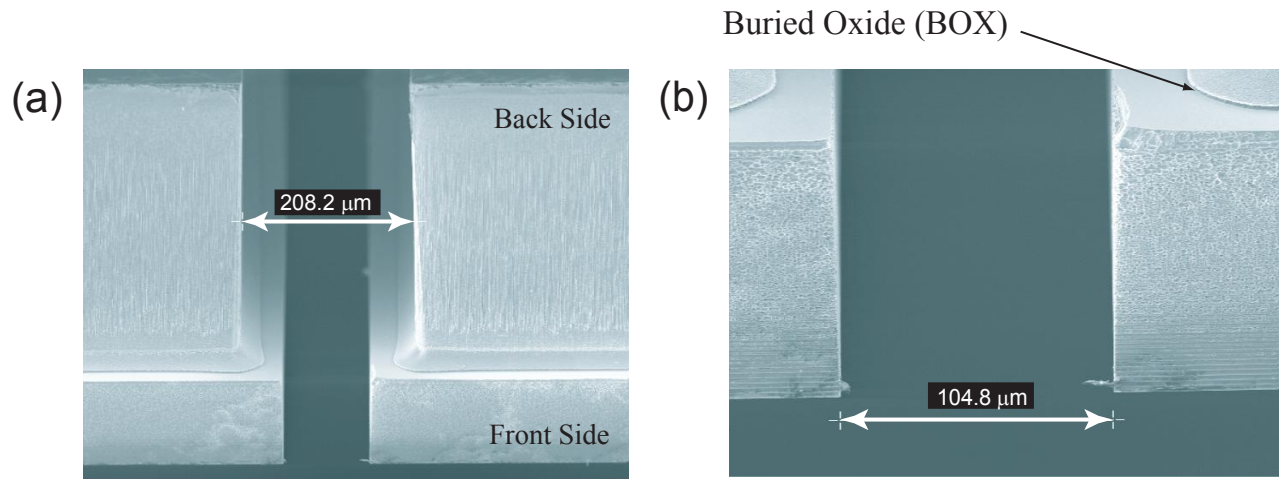 Buried Oxide (BOX)
(a)
Back Side
208.2 μm
Front Side
(b)
104.8 μm